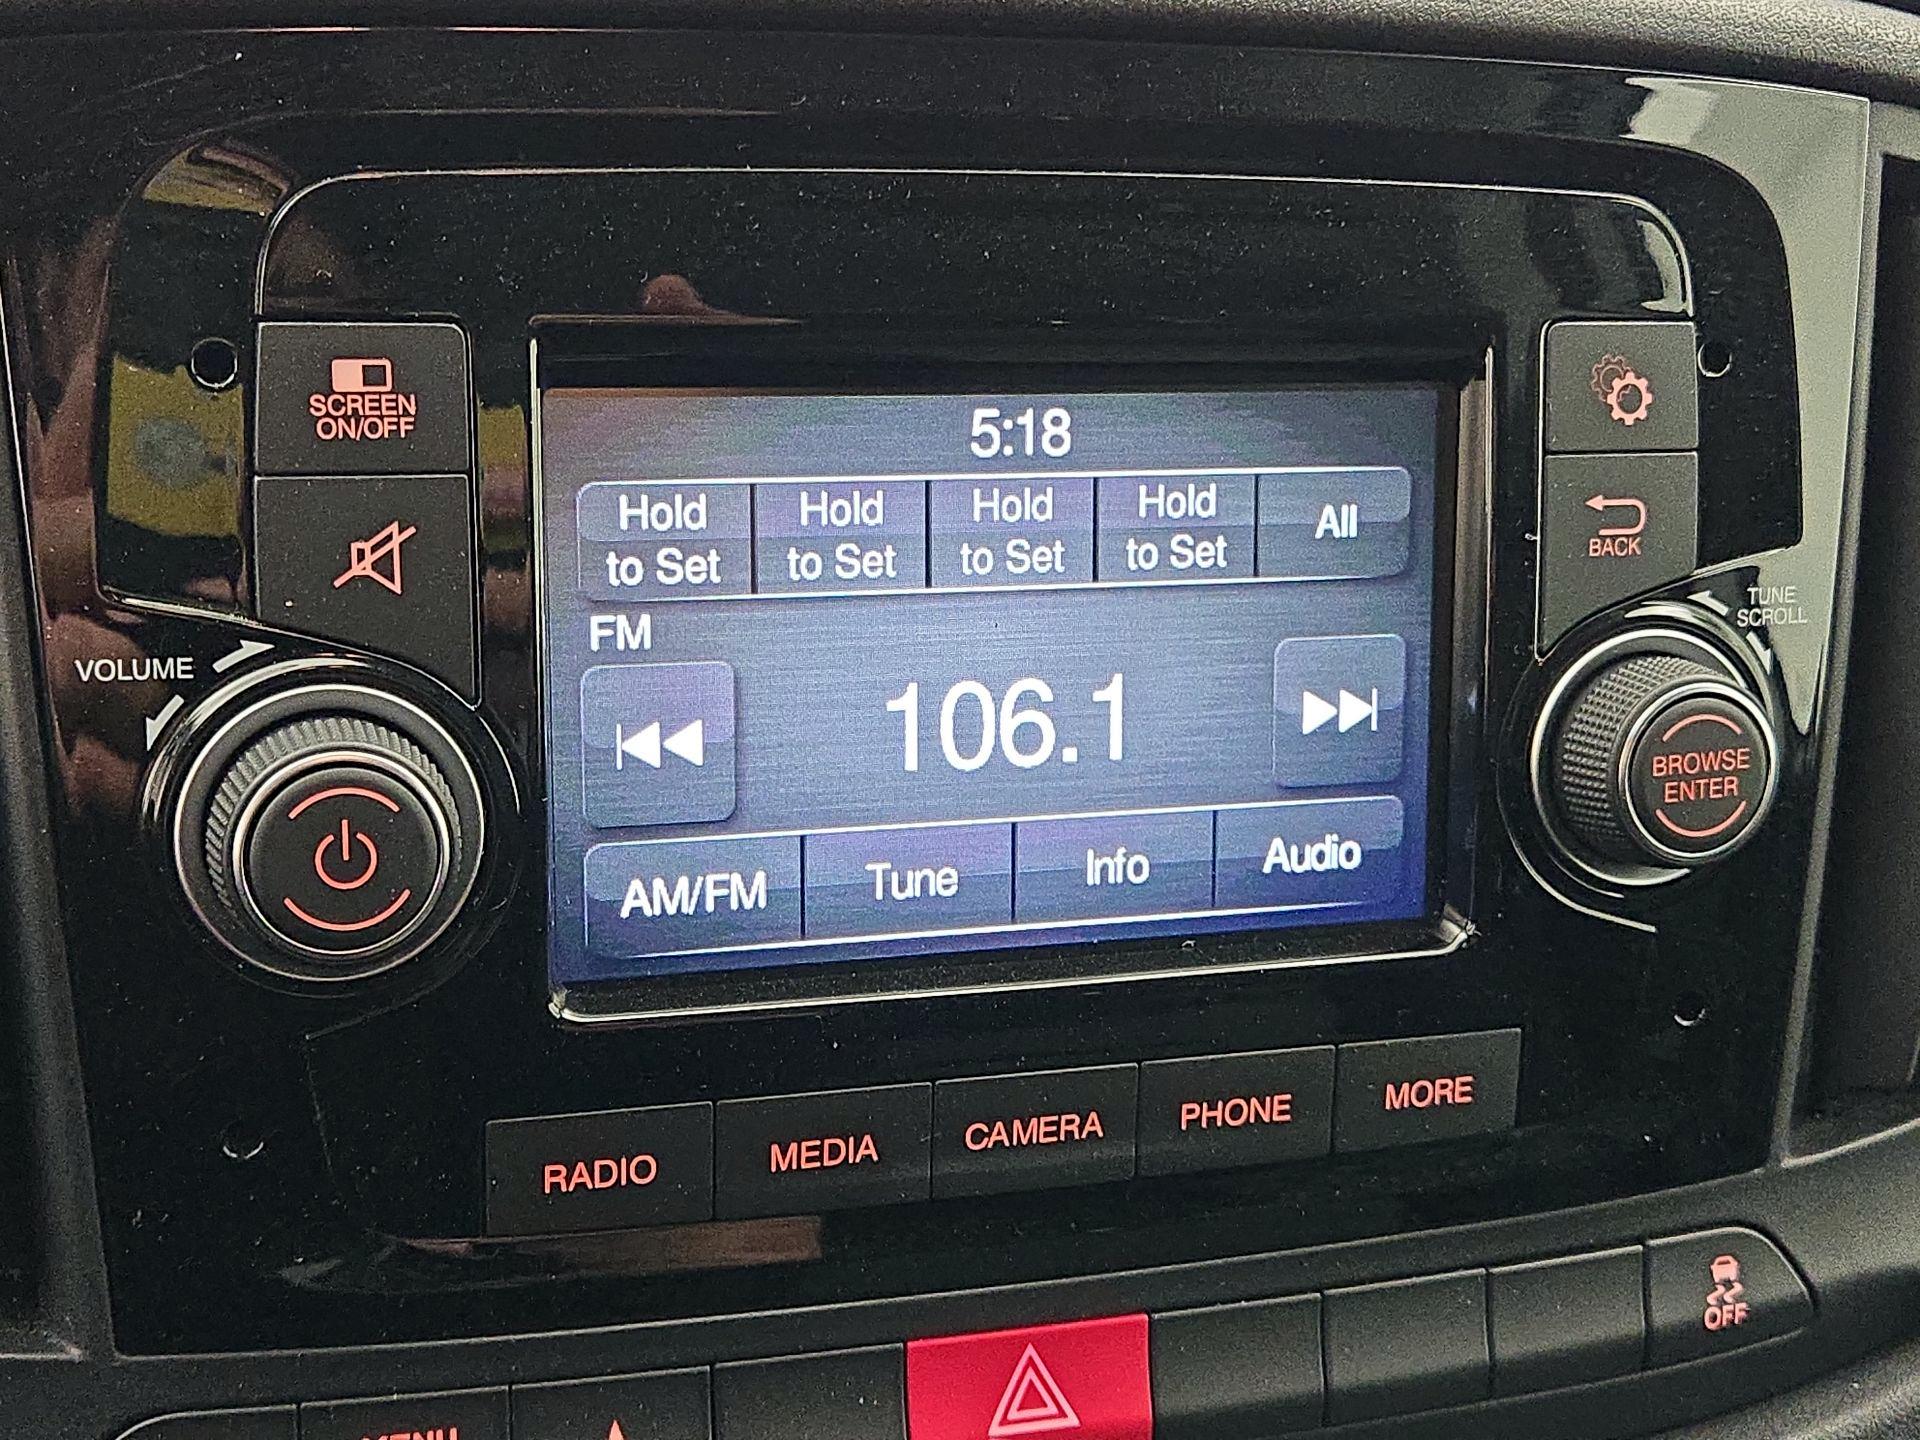 SCREEN
ON/OFF
VOLUME
5:18
Hold
to Set
Hold
to Set
Hold
to Set
Hold
to Set
All
FM
106.1
AM/FM
Tune
Info
Audio
BACK
TUNE
SCROLL
BROWSE
ENTER
RADIO
MEDIA
CAMERA
PHONE
MORE
OFF
MENU